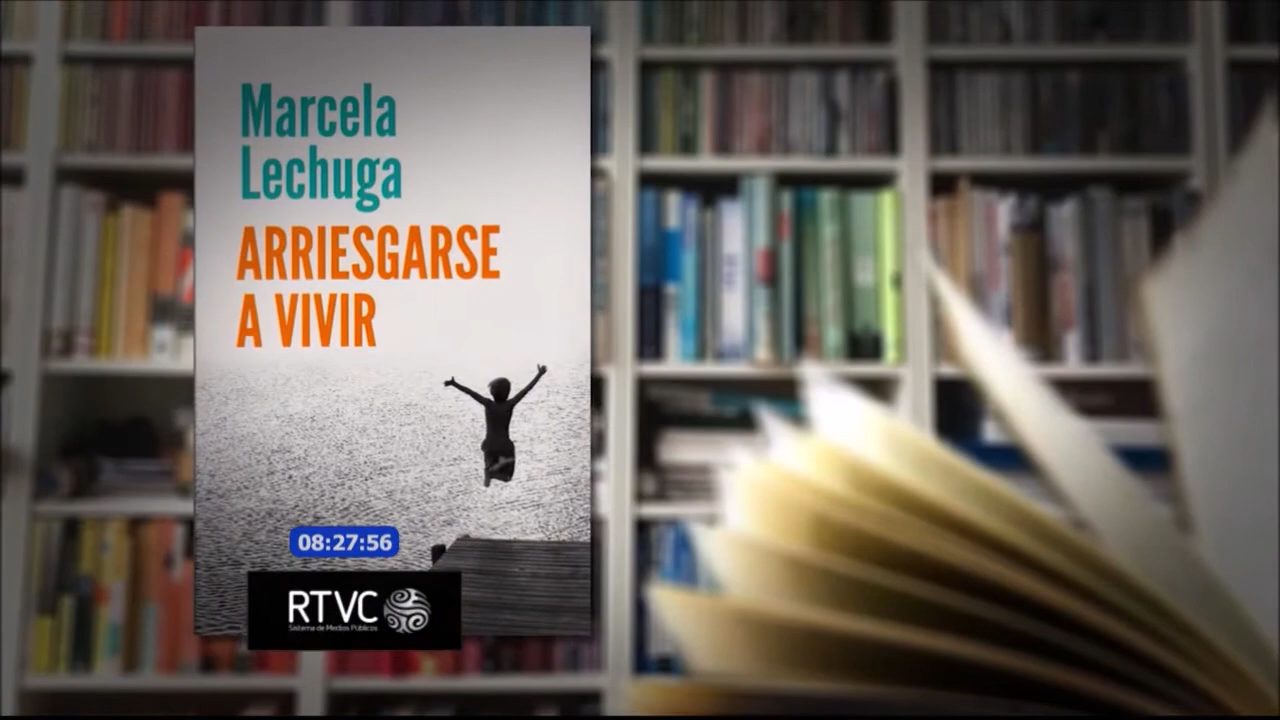 Marcela
Lechuga
ARRIESGARSE
A VIVIR
08:27:56
RTVC
Sistema de Medios Públicos